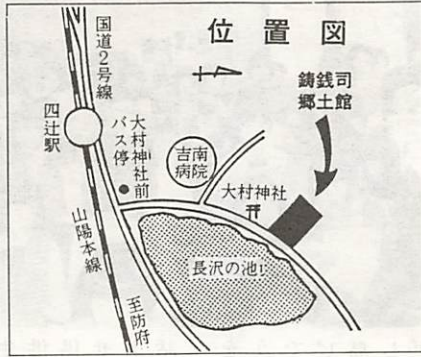 位置図
国道2号線
鋳銭司
郷土館
四辻駅
大村神社前
バス停
吉南
病院
大村神社
長沢の池
山陽本線
至防府